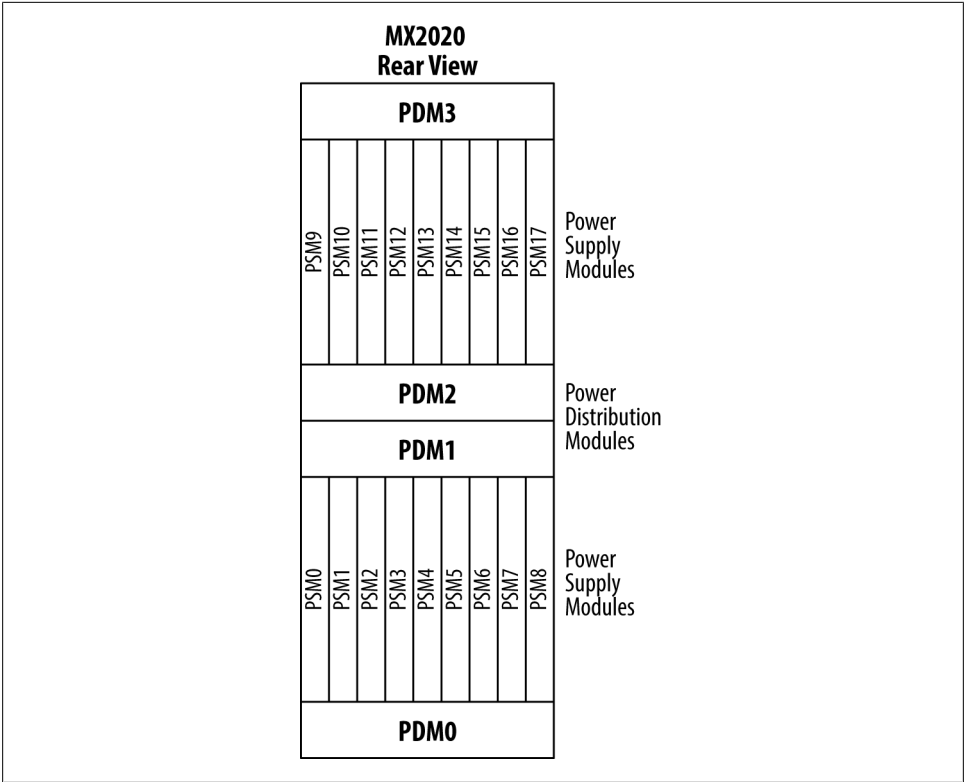 MX2020
Rear View
PDM3
PSM9
PSM10
PSM11
PSM12
PSM13
PSM14
PSM15
PSM16
PSM17
Power
Supply
Modules
PDM2
Power
Distribution
Modules
PDM1
PSM0
PSM1
PSM2
PSM3
PSM4
PSM5
PSM6
PSM7
PSM8
Power
Supply
Modules
PDM0